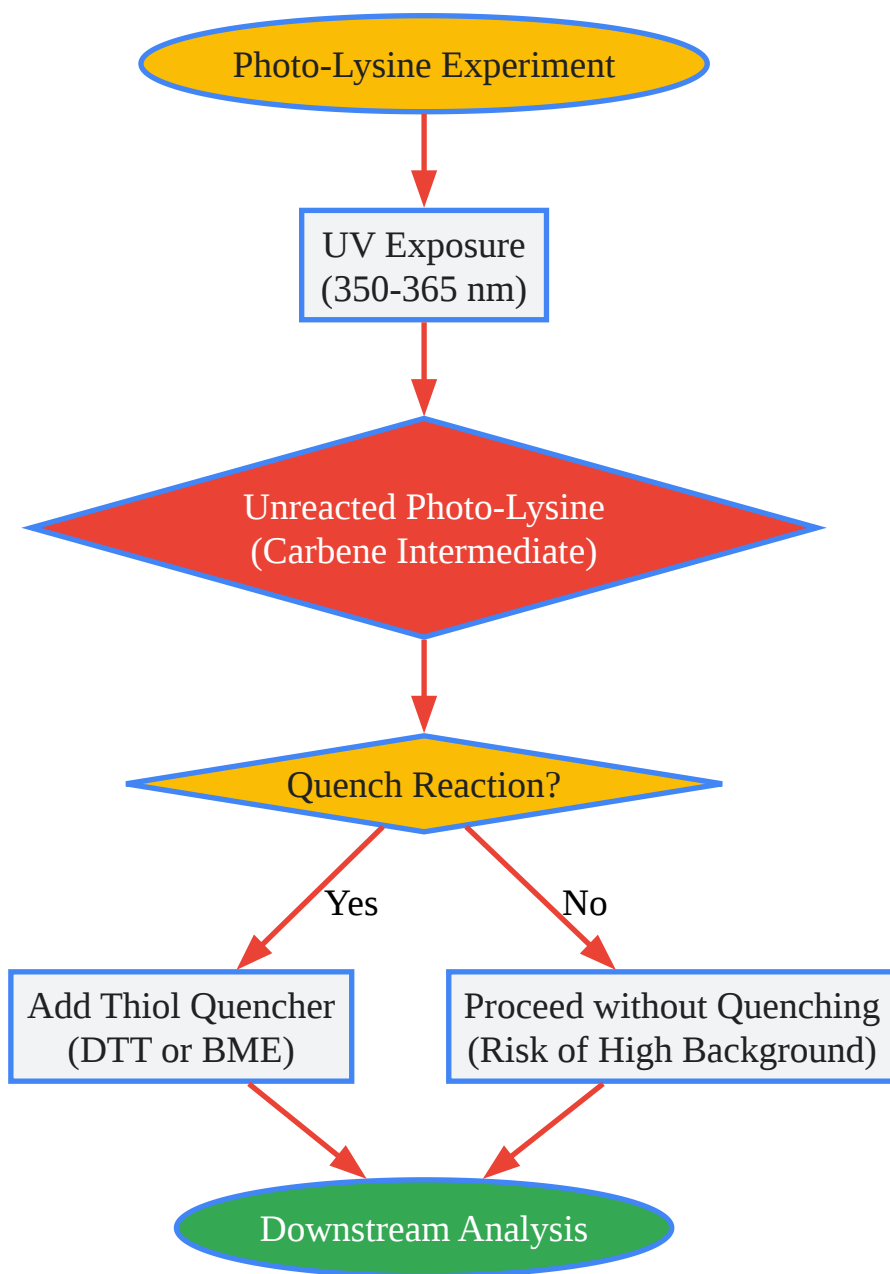 Photo-Lysine Experiment
UV Exposure
(350-365 nm)
Unreacted Photo-Lysine
(Carbene Intermediate)
Quench Reaction?
Yes
No
Add Thiol Quencher
(DTT or BME)
Proceed without Quenching
(Risk of High Background)
Downstream Analysis